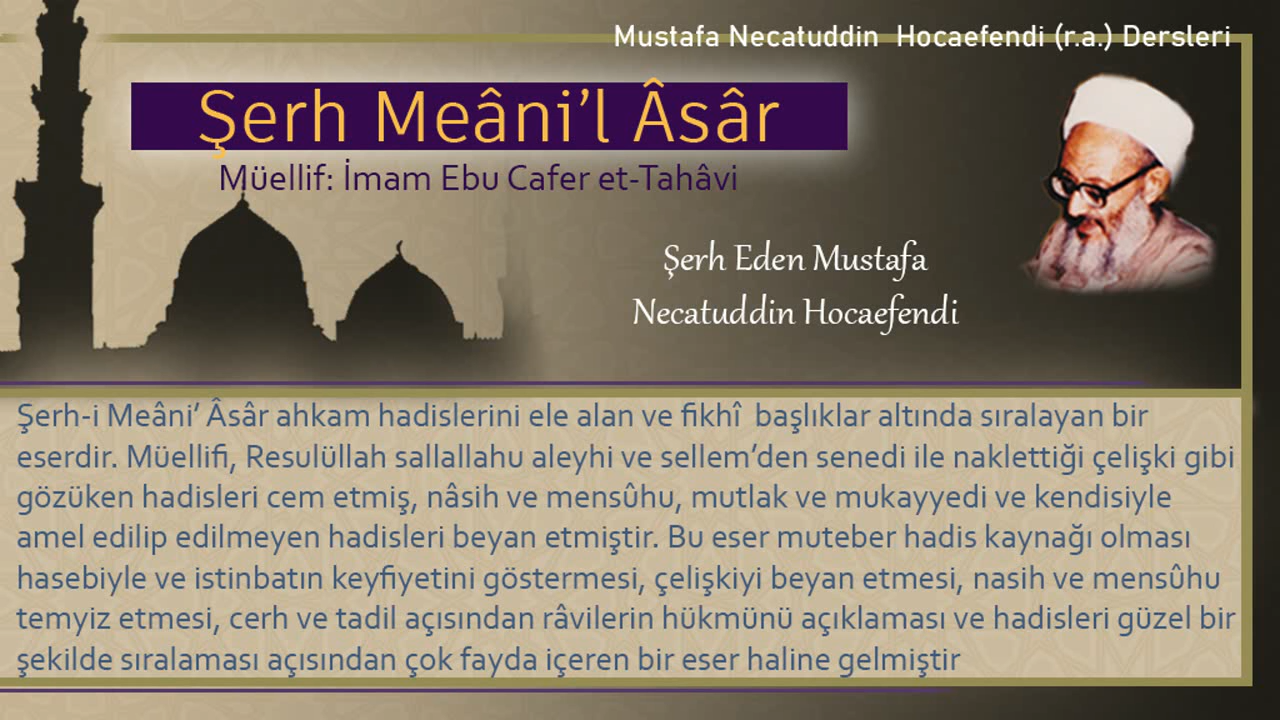 Mustafa Necatuddin Hocaefendi (r.a.) Dersleri
Şerh Meâni’l Âsâr
Müellif: İmam Ebu Cafer et-Tahâvi
Şerh Eden Mustafa
Necatuddin Hocaefendi
Şerh-i Meâni’ Âsâr ahkam hadislerini ele alan ve fikhî başlıklar altında sıralayan bir
eserdir. Müellifi, Resulüllah sallallahu aleyhi ve sellem’den senedi ile naklettiği çelişki gibi
gözüken hadisleri cem etmiş, nâsih ve mensûhu, mutlak ve mukayyedi ve kendisiyle
amel edilip edilmeyen hadisleri beyan etmiştir. Bu eser muteber hadis kaynağı olması
hasebiyle ve istinbatın keyfiyetini göstermesi, çelişkiyi beyan etmesi, nasih ve mensûhu
temyiz etmesi, cerh ve tadil açısından râvilerin hükmünü açıklaması ve hadisleri güzel bir
şekilde sıralaması açısından çok fayda içeren bir eser haline gelmiştir